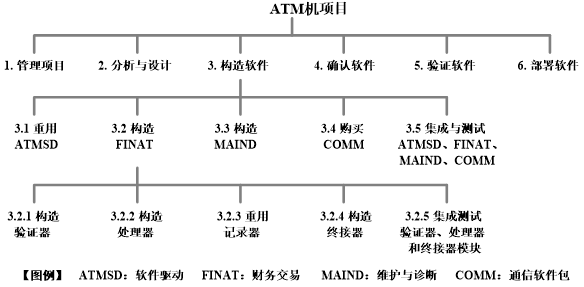 ATM机项目
1. 管理项目 2. 分析与设计 3. 构造软件 4. 确认软件 5. 验证软件 6. 部署软件
3.1 重用 3.2 构造 3.3 构造 3.4 购买 3.5 集成与测试
ATMSD FINAT MAIND COMM ATMSD、FINAT、
MAIND、COMM
3.2.1 构造 3.2.2 构造 3.2.3 重用 3.2.4 构造 3.2.5 集成测试
验证器 处理器 记录器 终接器 验证器、处理器
和终接器模块
【图例】 ATMSD：软件驱动 FINAT：财务交易 MAIND：维护与诊断 COMM：通信软件包